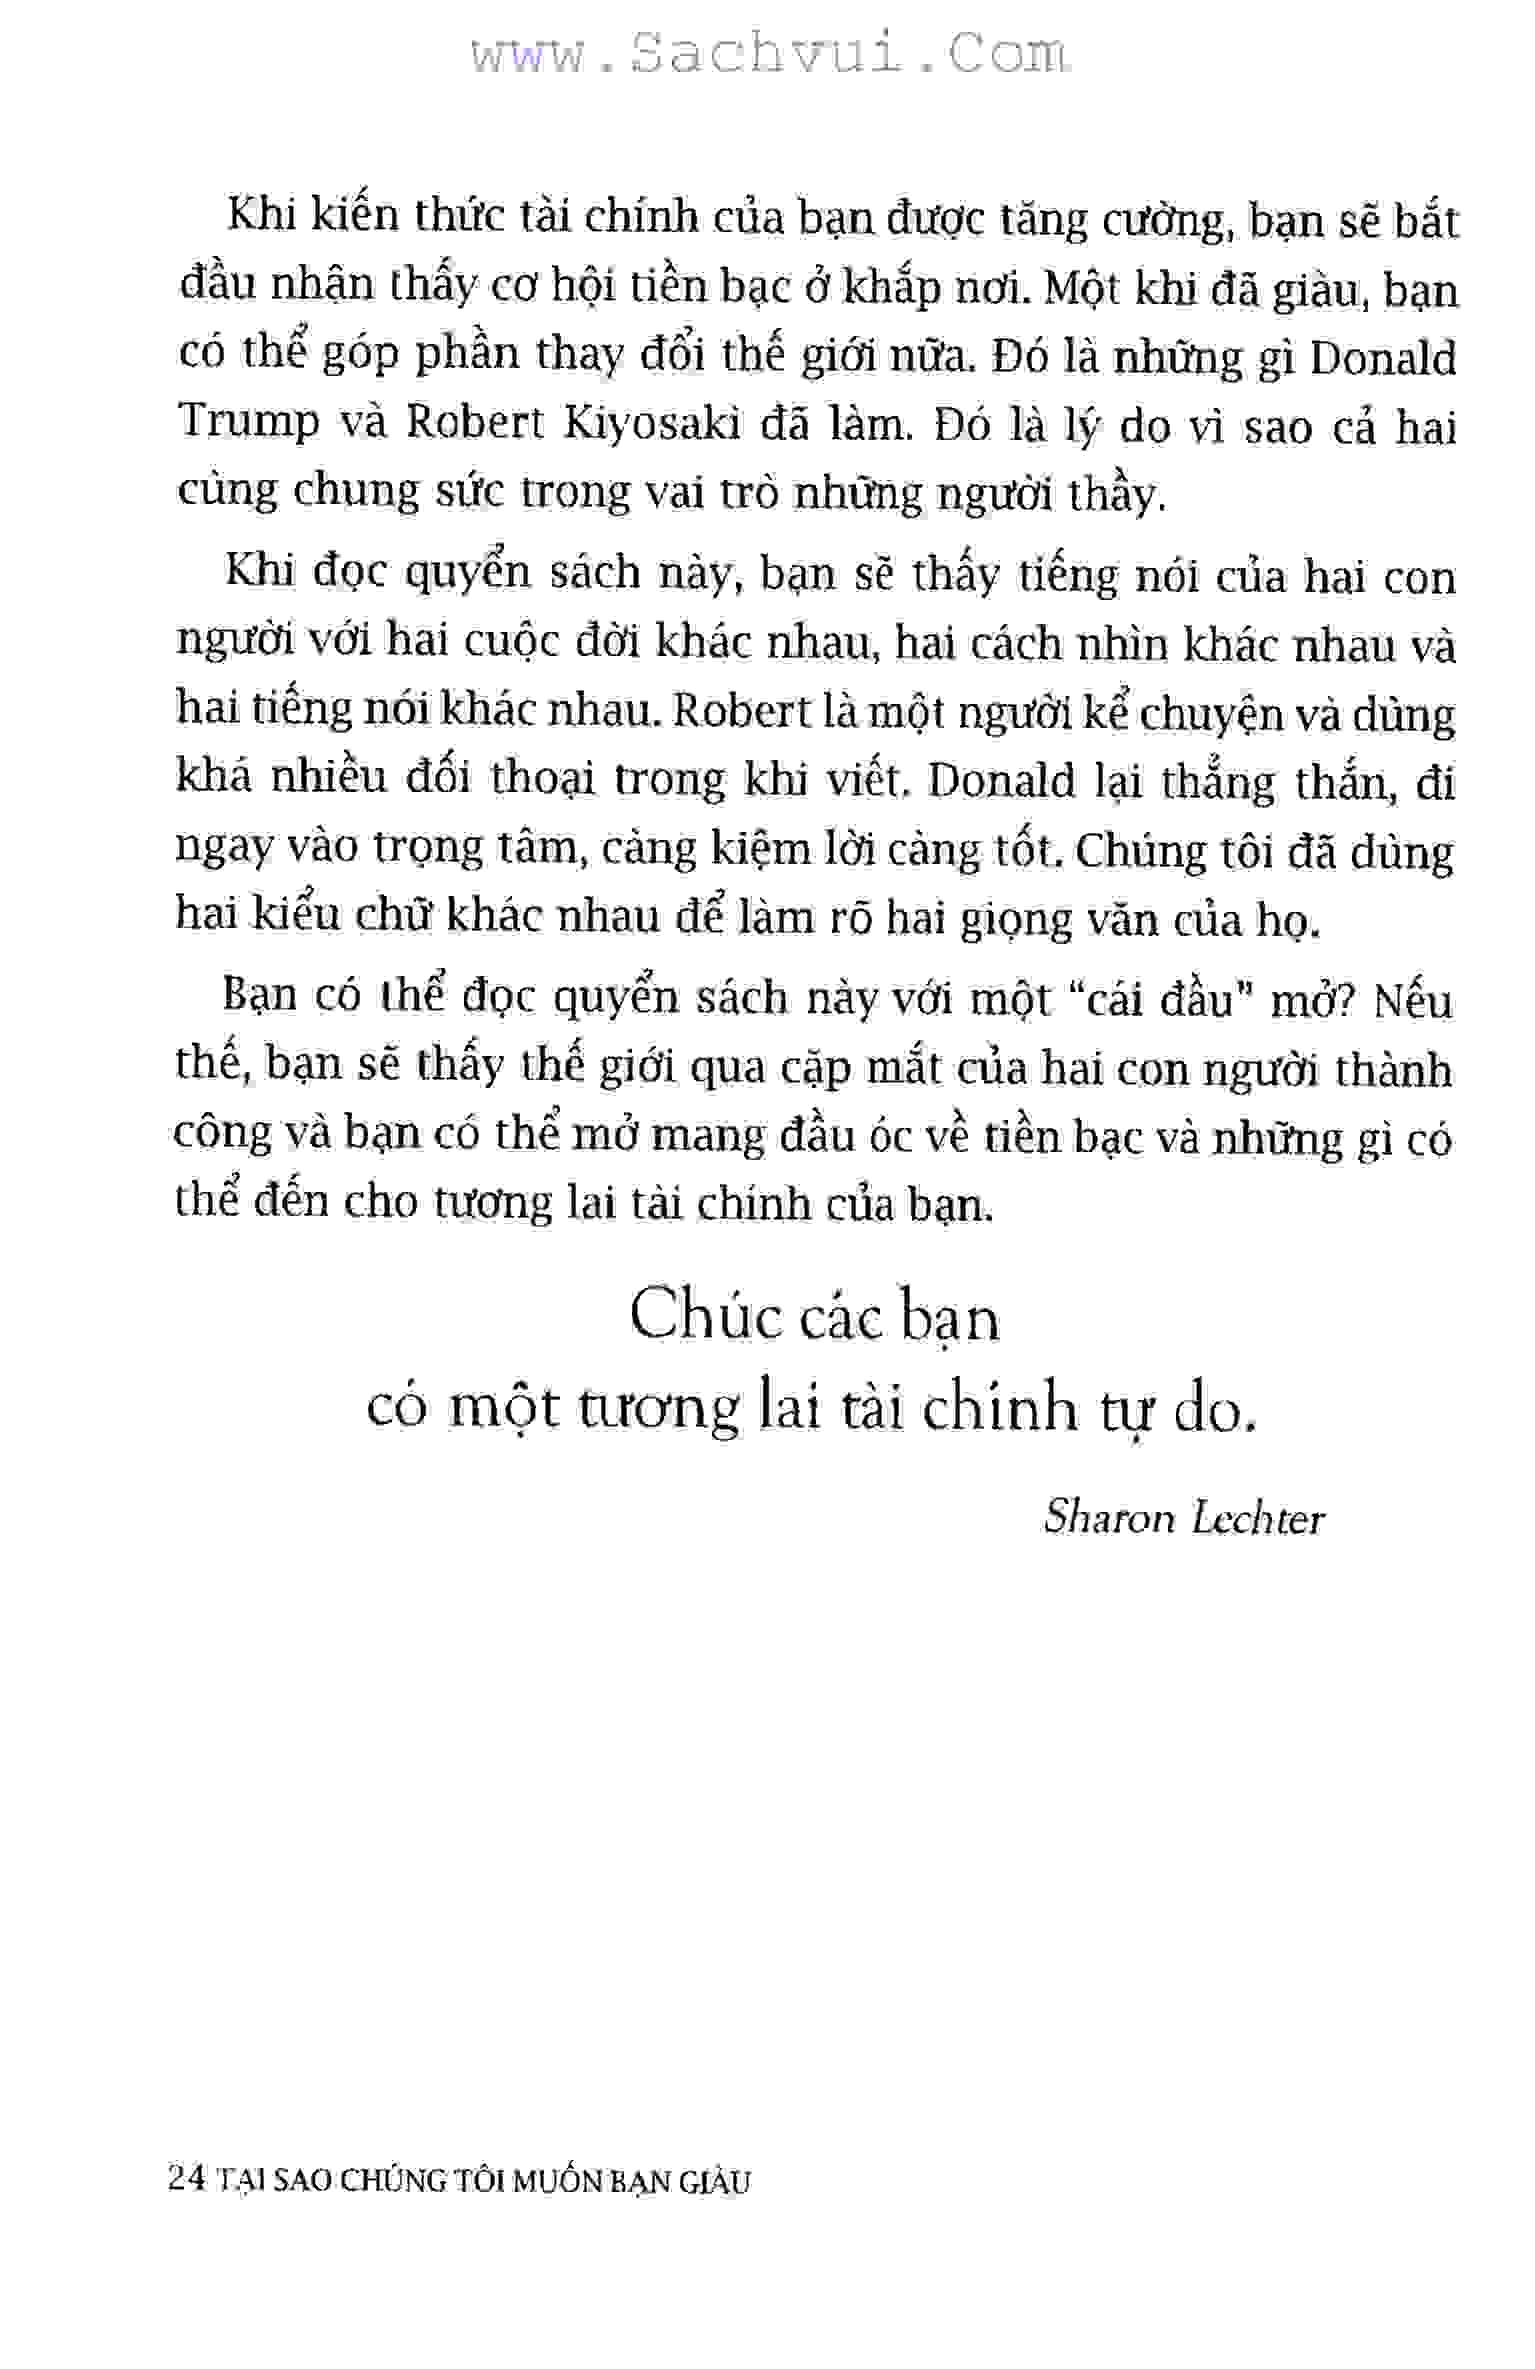 www.Sachvui.Com
Khi kiến thức tài chính của bạn được tăng cường, bạn sẽ bắt
đầu nhận thấy cơ hội tiền bạc ở khắp nơi. Một khi đã giàu, bạn
có thể góp phần thay đổi thế giới nữa. Đó là những gì Donald
Trump và Robert Kiyosaki đã làm. Đó là lý do vì sao cả hai
cùng chung sức trong vai trò những người thầy.
Khi đọc quyển sách này, bạn sẽ thấy tiếng nói của hai con
người với hai cuộc đời khác nhau, hai cách nhìn khác nhau và
hai tiếng nói khác nhau. Robert là một người kể chuyện và dùng
khá nhiều đối thoại trong khi viết. Donald lại thẳng thắn, đi
ngay vào trọng tâm, càng kiệm lời càng tốt. Chúng tôi đã dùng
hai kiểu chữ khác nhau để làm rõ hai giọng văn của họ.
Bạn có thể đọc quyển sách này với một “cái đầu” mở? Nếu
thế, bạn sẽ thấy thế giới qua cặp mắt của hai con người thành
công và bạn có thể mở mang đầu óc về tiền bạc và những gì có
thể đến cho tương lai tài chính của bạn.
Chúc các bạn
có một tương lai tài chính tự do.
Sharon Lechter
24 TẠI SAO CHÚNG TÔI MUỐN BẠN GIÀU